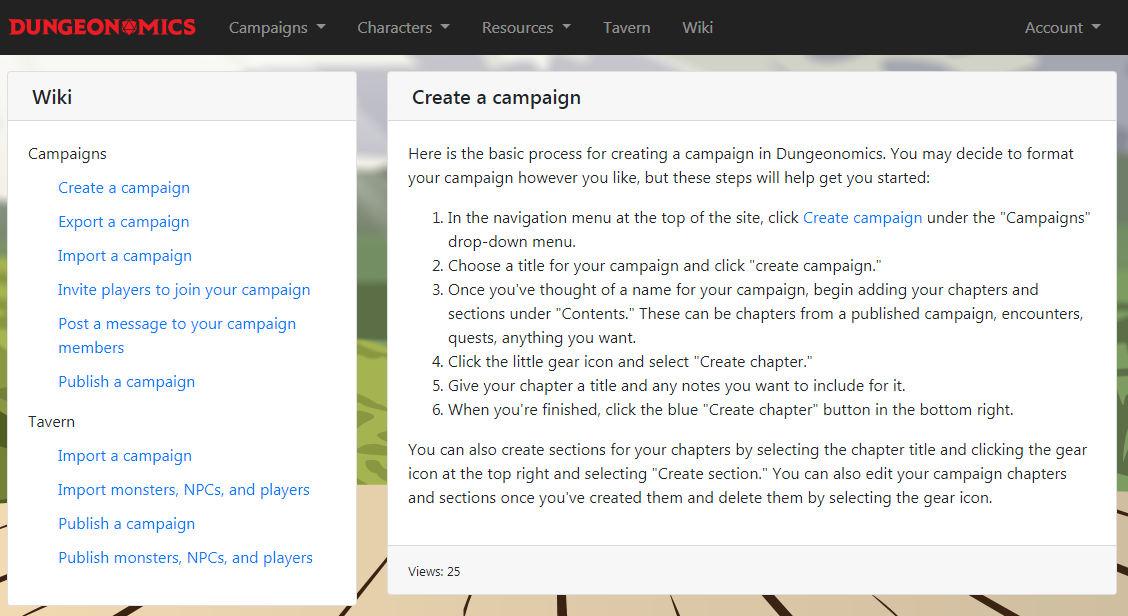 DUNGEONOMICS Campaigns Characters Resources Tavern Wiki Account
Wiki
Campaigns
Create a campaign
Export a campaign
Import a campaign
Invite players to join your campaign
Post a message to your campaign
members
Publish a campaign
Tavern
Import a campaign
Import monsters, NPCs, and players
Publish a campaign
Publish monsters, NPCs, and players
Create a campaign
Here is the basic process for creating a campaign in Dungeonomics. You may decide to format
your campaign however you like, but these steps will help get you started:
1. In the navigation menu at the top of the site, click Create campaign under the "Campaigns"
drop-down menu.
2. Choose a title for your campaign and click "create campaign."
3. Once you've thought of a name for your campaign, begin adding your chapters and
sections under "Contents." These can be chapters from a published campaign, encounters,
quests, anything you want.
4. Click the little gear icon and select "Create chapter."
5. Give your chapter a title and any notes you want to include for it.
6. When you're finished, click the blue "Create chapter" button in the bottom right.
You can also create sections for your chapters by selecting the chapter title and clicking the gear
icon at the top right and selecting "Create section." You can also edit your campaign chapters
and sections once you've created them and delete them by selecting the gear icon.
Views: 25